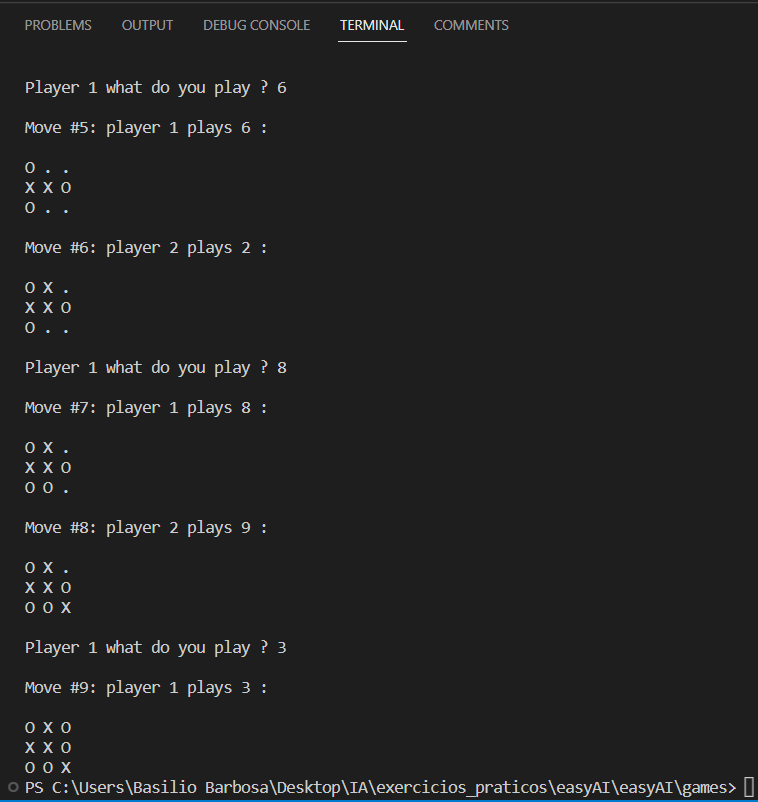 PROBLEMS OUTPUT DEBUG CONSOLE TERMINAL COMMENTS
Player 1 what do you play ? 6
Move #5: player 1 plays 6 :
O . .
X X O
O . .
Move #6: player 2 plays 2 :
O X .
X X O
O . .
Player 1 what do you play ? 8
Move #7: player 1 plays 8 :
O X .
X X O
O O .
Move #8: player 2 plays 9 :
O X .
X X O
O O X
Player 1 what do you play ? 3
Move #9: player 1 plays 3 :
O X O
X X O
O O X
PS C:\Users\Basilio Barbosa\Desktop\IA\exercicios_praticos\easyAI\easyAI\games>